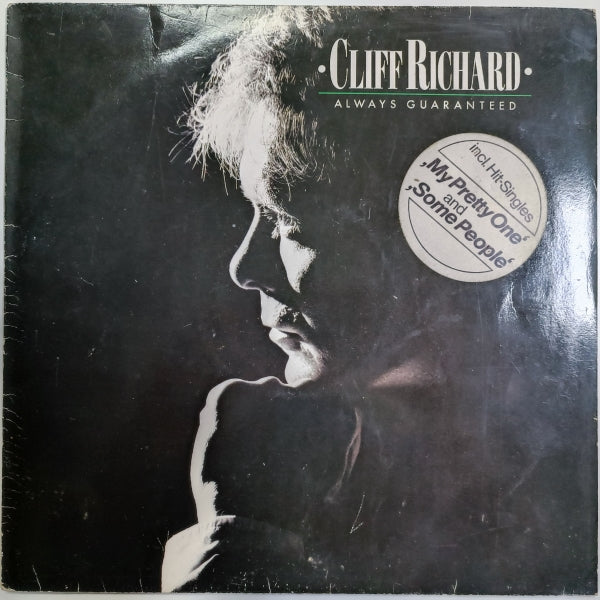 •CLIFF RICHARD•
ALWAYS GUARANTEED
incl. Hit-Singles
‚My Pretty One‘
and
‚Some People‘